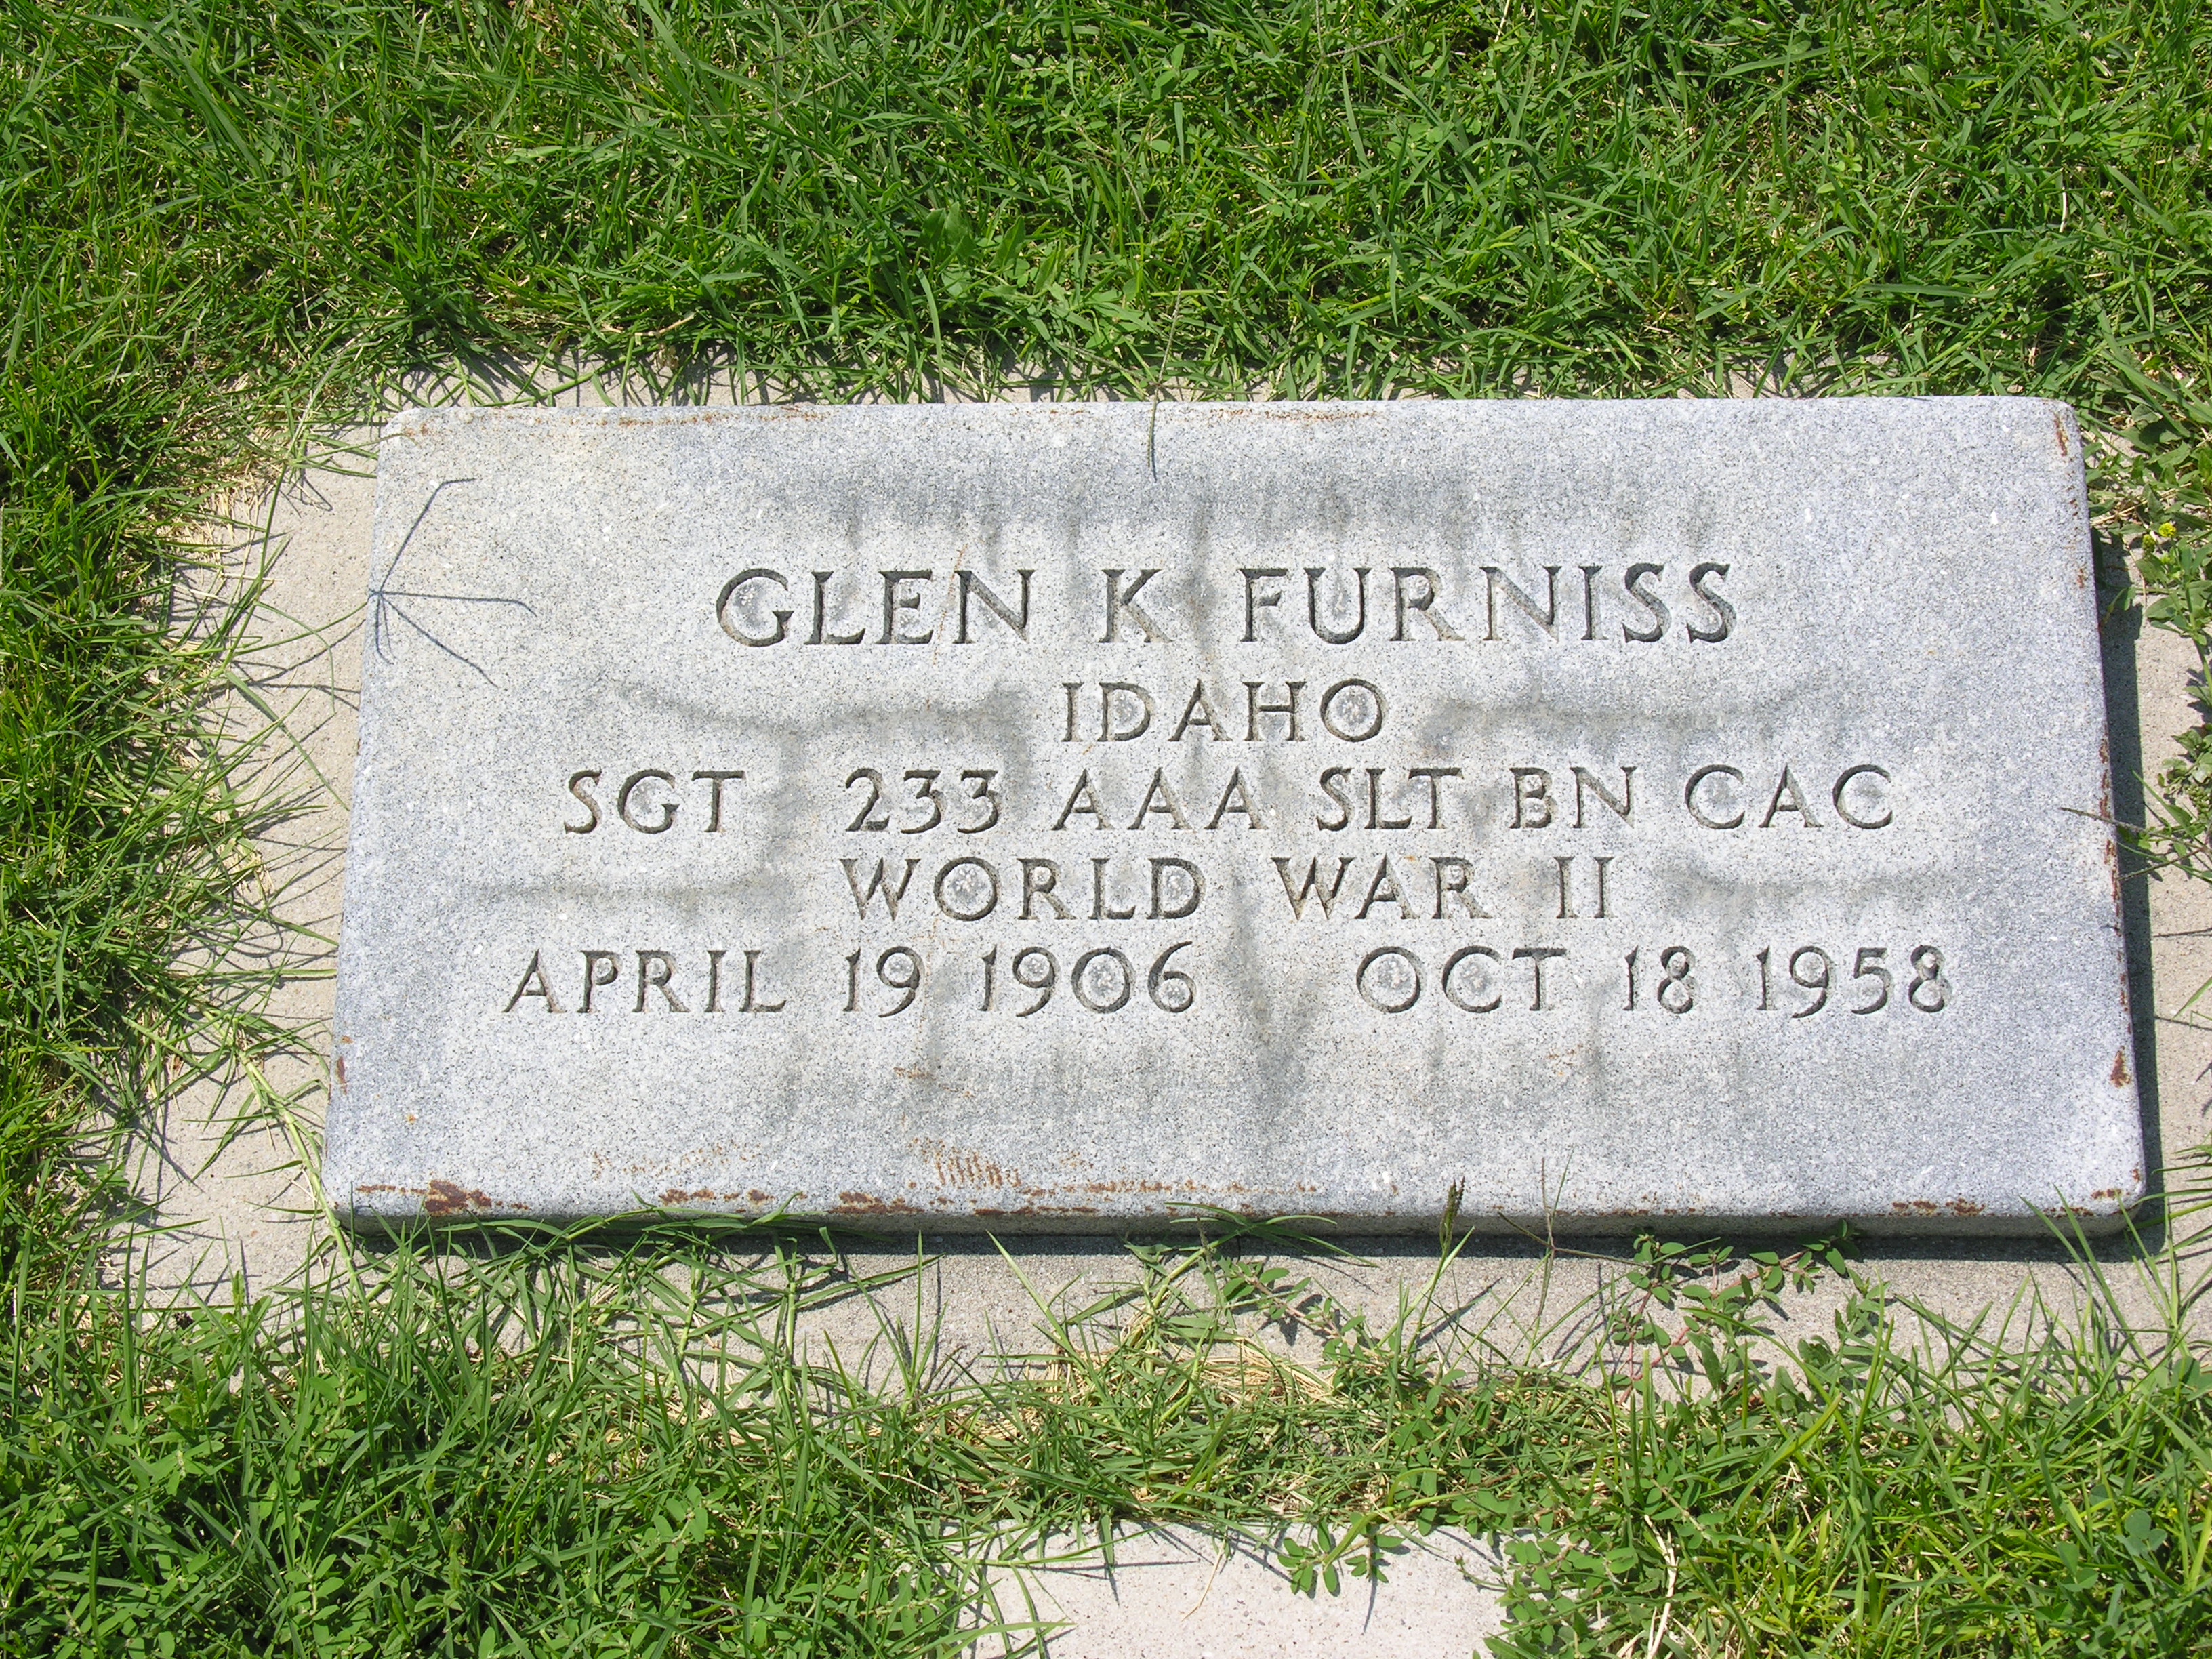 GLEN K FURNISS
IDAHO
SGT 233 AAA SLT BN CAC
WORLD WAR II
APRIL 19 1906 OCT 18 1958